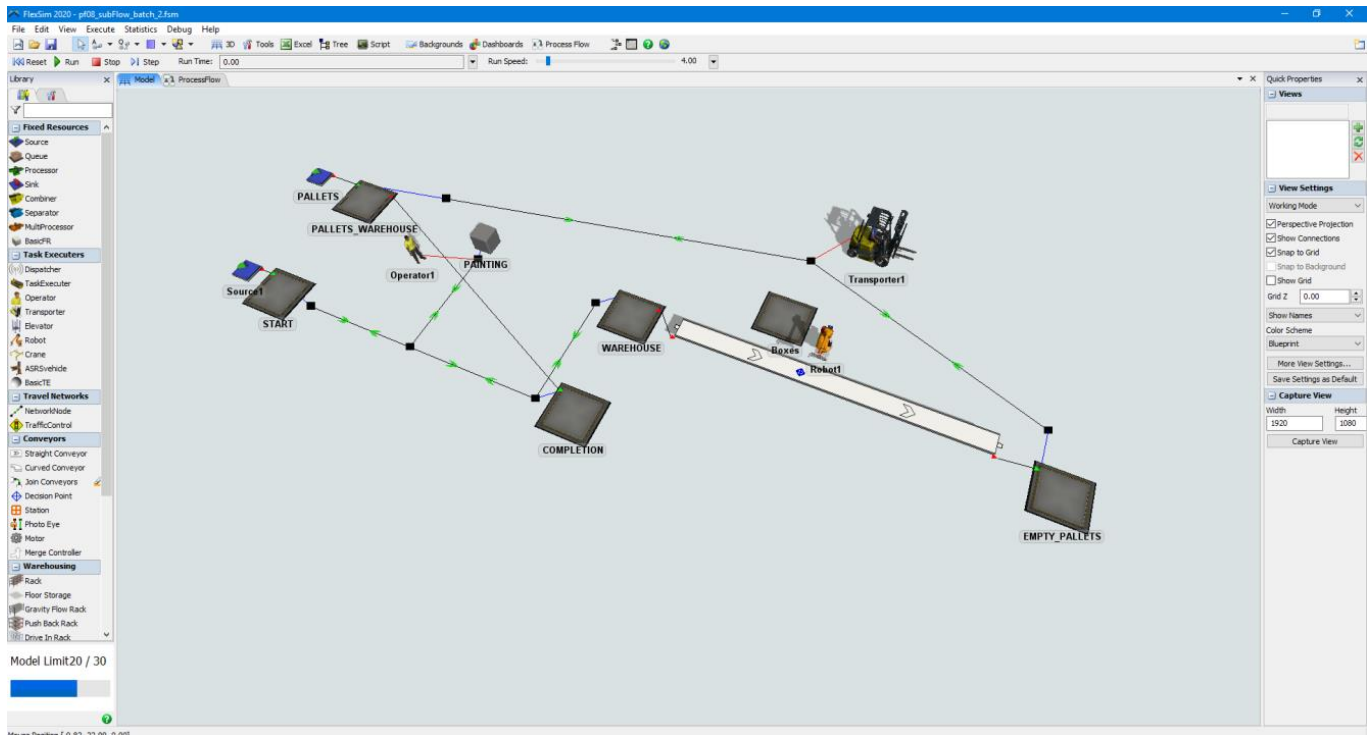 FlexSim 2020 - pf08_subFlow_batch_2.fsm
File Edit View Execute Statistics Debug Help
3D Tools Excel Tree Script Backgrounds Dashboards Process Flow
Reset Run Stop Step Run Time: 0.00 Run Speed: 4.00
Library
Model ProcessFlow
Quick Properties
Views
Fixed Resources
Source
Queue
Processor
Sink
Combiner
Separator
MultiProcessor
BasicFR
Task Executers
Dispatcher
TaskExecuter
Operator
Transporter
Elevator
Robot
Crane
ASRSvehicle
BasicTE
Travel Networks
NetworkNode
TrafficControl
Conveyors
Straight Conveyor
Curved Conveyor
Join Conveyors
Decision Point
Station
Photo Eye
Motor
Merge Controller
Warehousing
Rack
Floor Storage
Gravity Flow Rack
Push Back Rack
Drive In Rack
Model Limit20 / 30
PALLETS
PALLETS_WAREHOUSE
Operator1
PAINTING
Transporter1
Source1
START
WAREHOUSE
Boxes
Robot1
COMPLETION
EMPTY_PALLETS
View Settings
Working Mode
Perspective Projection
Show Connections
Snap to Grid
Snap to Background
Show Grid
Grid Z 0.00
Show Names
Color Scheme
Blueprint
More View Settings...
Save Settings as Default
Capture View
Width Height
1920 1080
Capture View